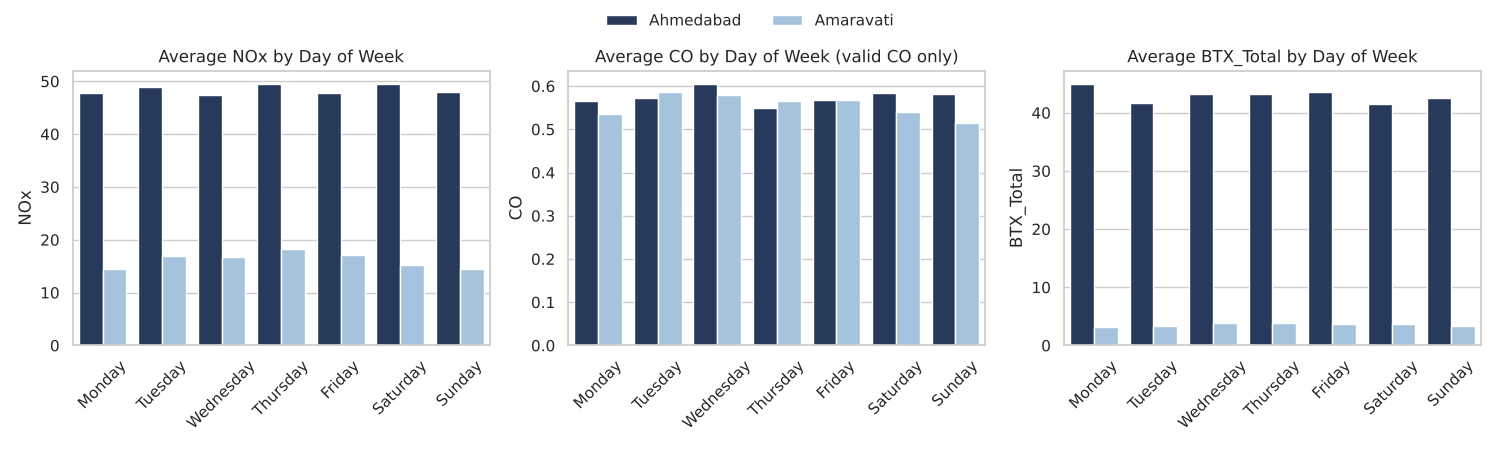 Ahmedabad Amaravati
Average NOx by Day of Week
NOx
50
40
30
20
10
0
Monday Tuesday Wednesday Thursday Friday Saturday Sunday
Average CO by Day of Week (valid CO only)
CO
0.6
0.5
0.4
0.3
0.2
0.1
0.0
Monday Tuesday Wednesday Thursday Friday Saturday Sunday
Average BTX_Total by Day of Week
BTX_Total
40
30
20
10
0
Monday Tuesday Wednesday Thursday Friday Saturday Sunday